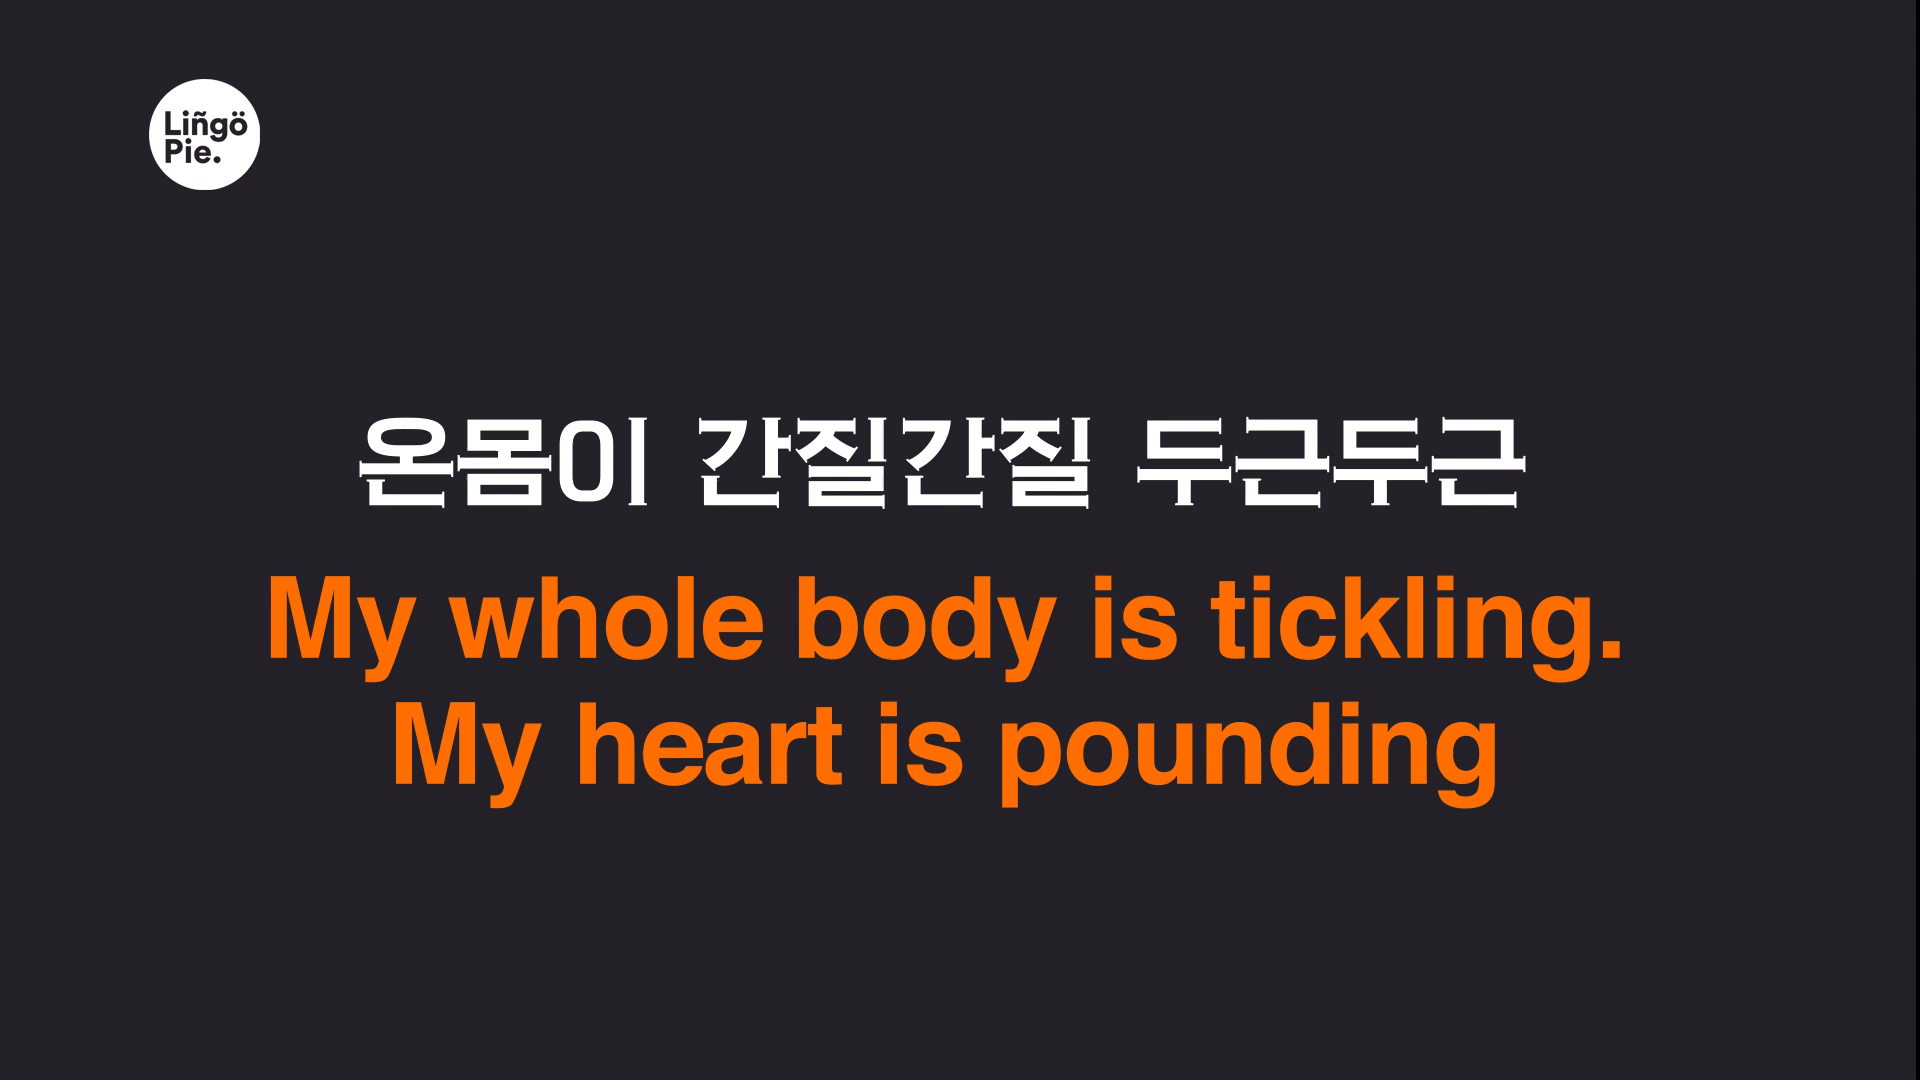 Liñgö
Pie.
온몸이 간질간질 두근두근
My whole body is tickling.
My heart is pounding